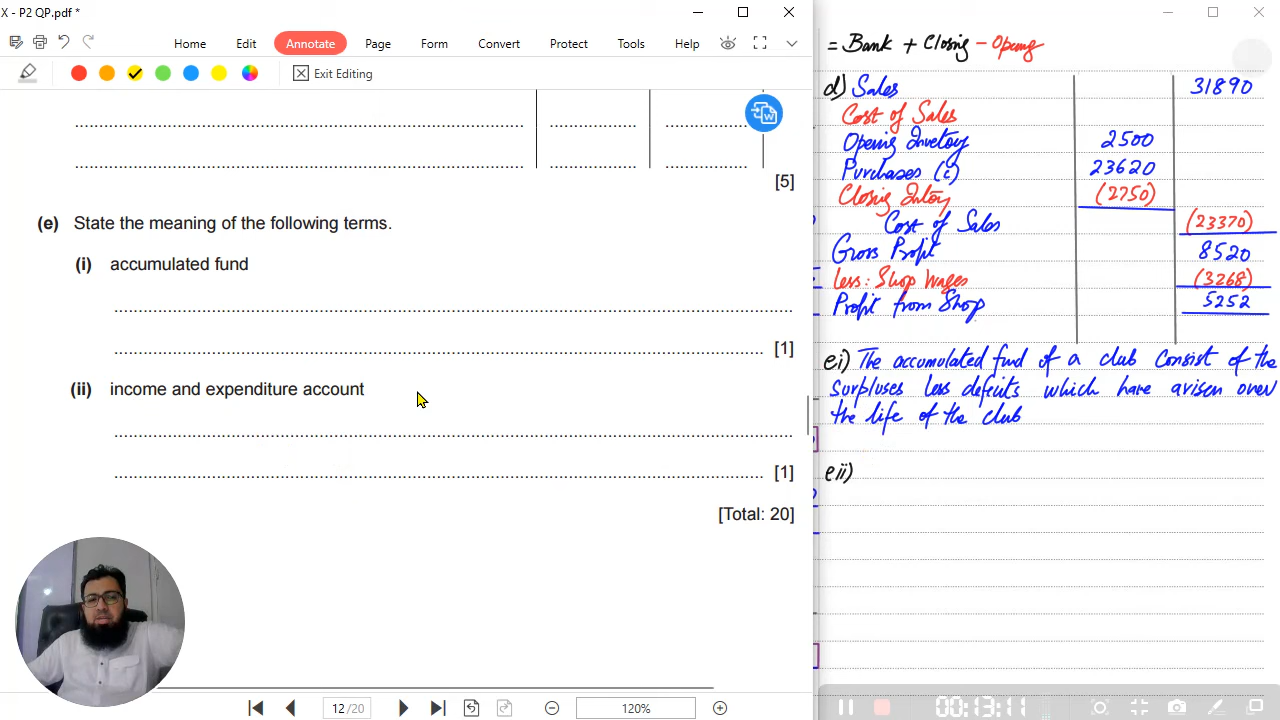 X - P2 QP.pdf *
Home Edit Annotate Page Form Convert Protect Tools Help
Exit Editing
[5]
(e) State the meaning of the following terms.
(i) accumulated fund
[1]
(ii) income and expenditure account
[1]
[Total: 20]
12/20
120%
= Bank + Closing - Opening
d) Sales 31890
Cost of Sales
Opening Invetory 2500
Purchases (c) 23620
Closing Intoy (2750)
Cost of Sales (23370)
Gross Profit 8520
less: Shop Wages (3268)
Profit from Shop 5252
ei) The accumulated fund of a club Consist of the
surpluses less deficits which have arisen over
the life of the club
eii)
00:13:11